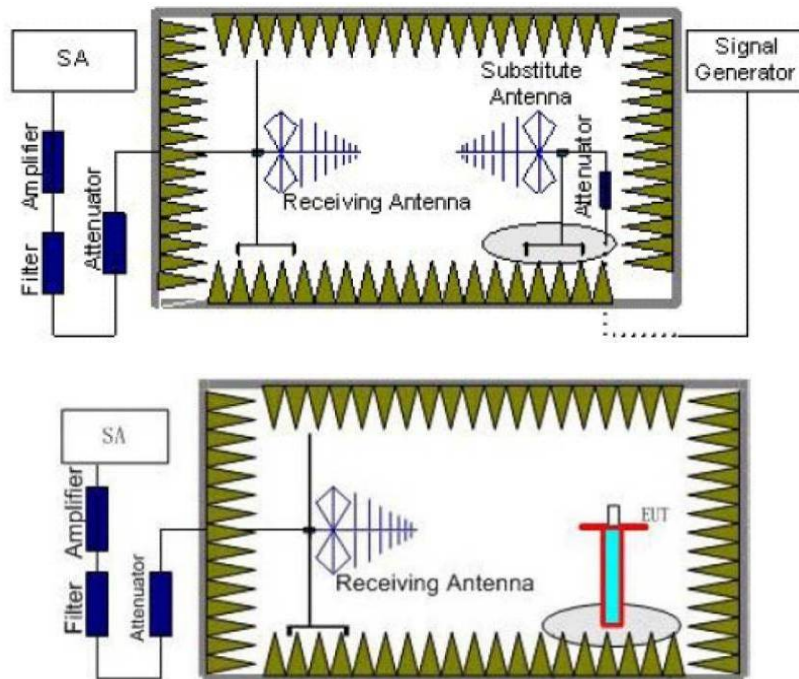 SA
Signal
Generator
Substitute
Antenna
Amplifier
Attenuator
Attenuator
Receiving Antenna
Filter
SA
Amplifier
EUT
Filter
Attenuator
Receiving Antenna